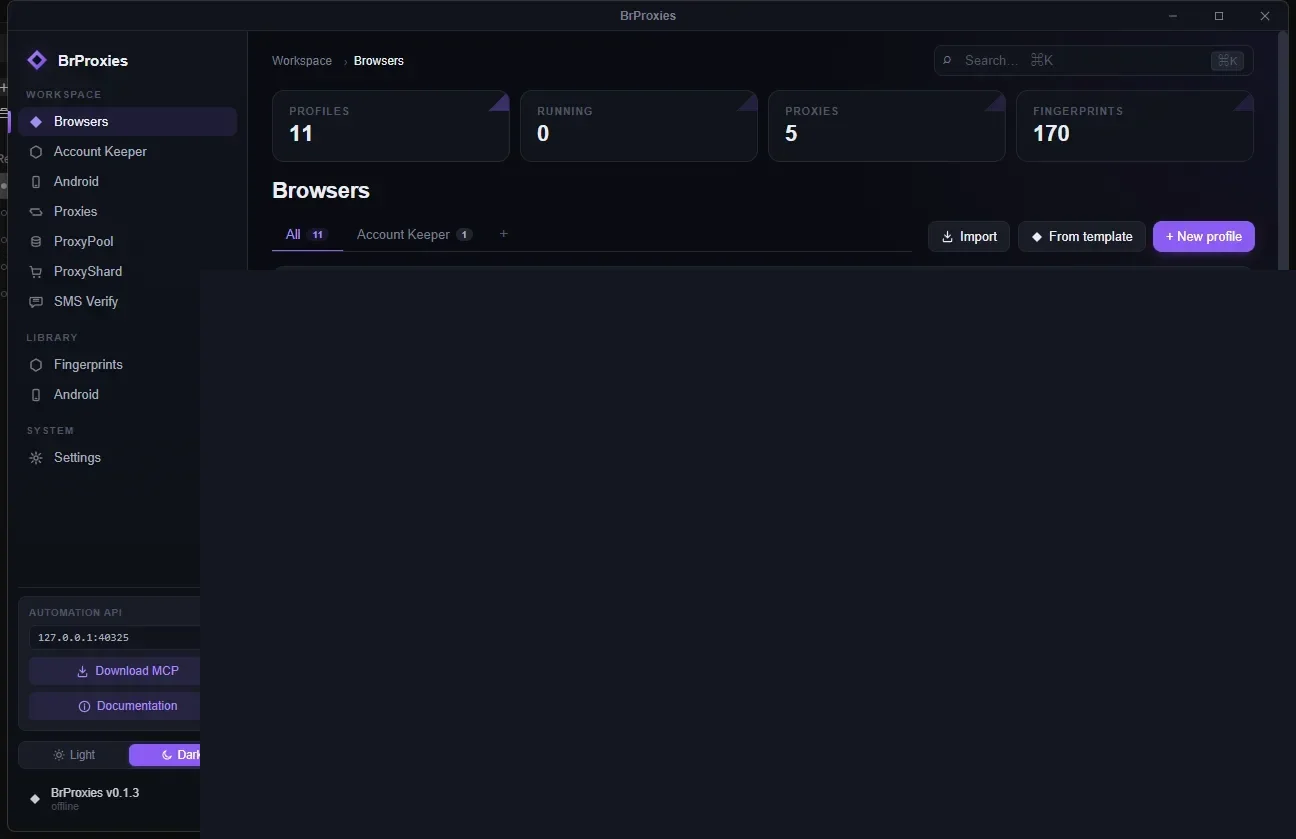 BrProxies
BrProxies
WORKSPACE
Browsers
Account Keeper
Android
Proxies
ProxyPool
ProxyShard
SMS Verify
LIBRARY
Fingerprints
Android
SYSTEM
Settings
AUTOMATION API
127.0.0.1:40325
Download MCP
Documentation
Light
Dark
BrProxies v0.1.3
offline
Workspace › Browsers
Search… ⌘K ⌘K
PROFILES
11
RUNNING
0
PROXIES
5
FINGERPRINTS
170
Browsers
All 11 Account Keeper 1 +
Import
From template
+ New profile